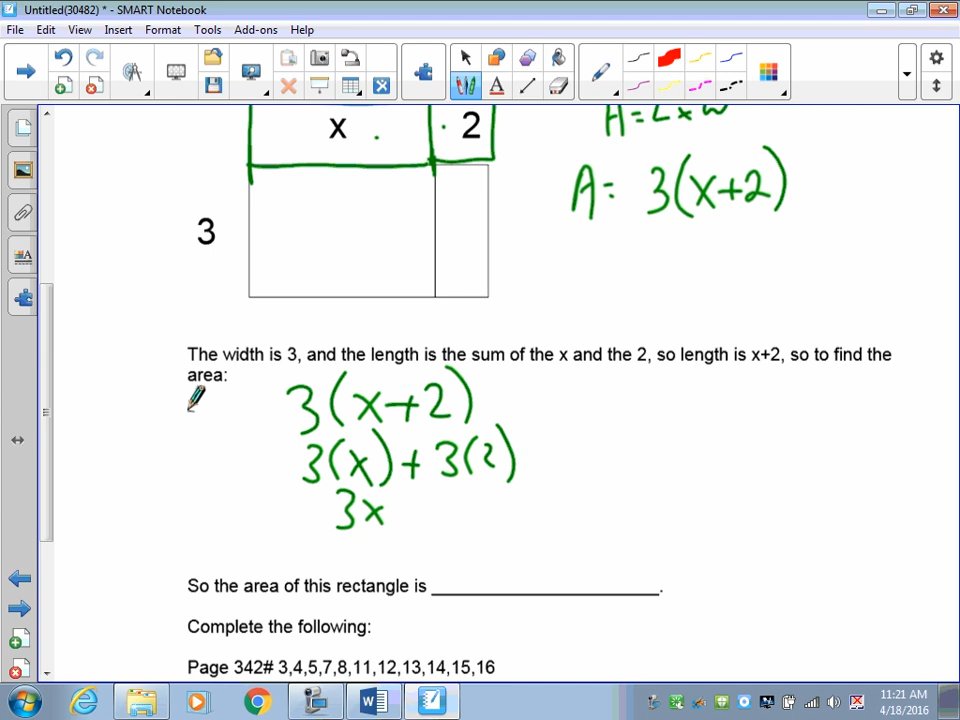 Untitled(30482) * - SMART Notebook
File Edit View Insert Format Tools Add-ons Help
x . . 2
A = L x w
A = 3(x+2)
3
The width is 3, and the length is the sum of the x and the 2, so length is x+2, so to find the
area:
3(x+2)
3(x) + 3(2)
3x
So the area of this rectangle is ______________________.
Complete the following:
Page 342# 3,4,5,7,8,11,12,13,14,15,16
11:21 AM
4/18/2016